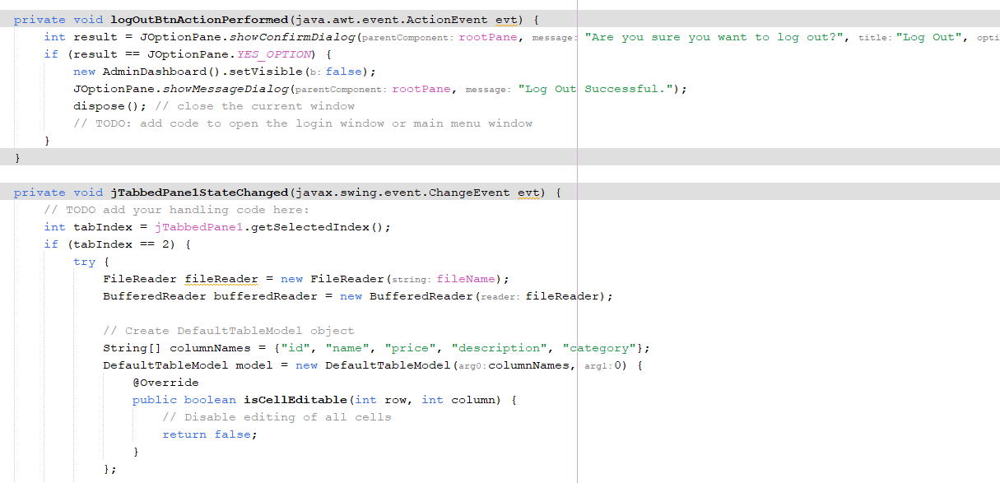 private void logOutBtnActionPerformed(java.awt.event.ActionEvent evt) {
    int result = JOptionPane.showConfirmDialog(parentComponent: rootPane, message: "Are you sure you want to log out?", title: "Log Out", opti
    if (result == JOptionPane.YES_OPTION) {
        new AdminDashboard().setVisible(b: false);
        JOptionPane.showMessageDialog(parentComponent: rootPane, message: "Log Out Successful.");
        dispose(); // close the current window
        // TODO: add code to open the login window or main menu window
    }
}
private void jTabbedPane1StateChanged(javax.swing.event.ChangeEvent evt) {
    // TODO add your handling code here:
    int tabIndex = jTabbedPane1.getSelectedIndex();
    if (tabIndex == 2) {
        try {
            FileReader fileReader = new FileReader(string: fileName);
            BufferedReader bufferedReader = new BufferedReader(reader: fileReader);
            // Create DefaultTableModel object
            String[] columnNames = {"id", "name", "price", "description", "category"};
            DefaultTableModel model = new DefaultTableModel(arg0: columnNames, arg1: 0) {
                @Override
                public boolean isCellEditable(int row, int column) {
                    // Disable editing of all cells
                    return false;
                }
            };